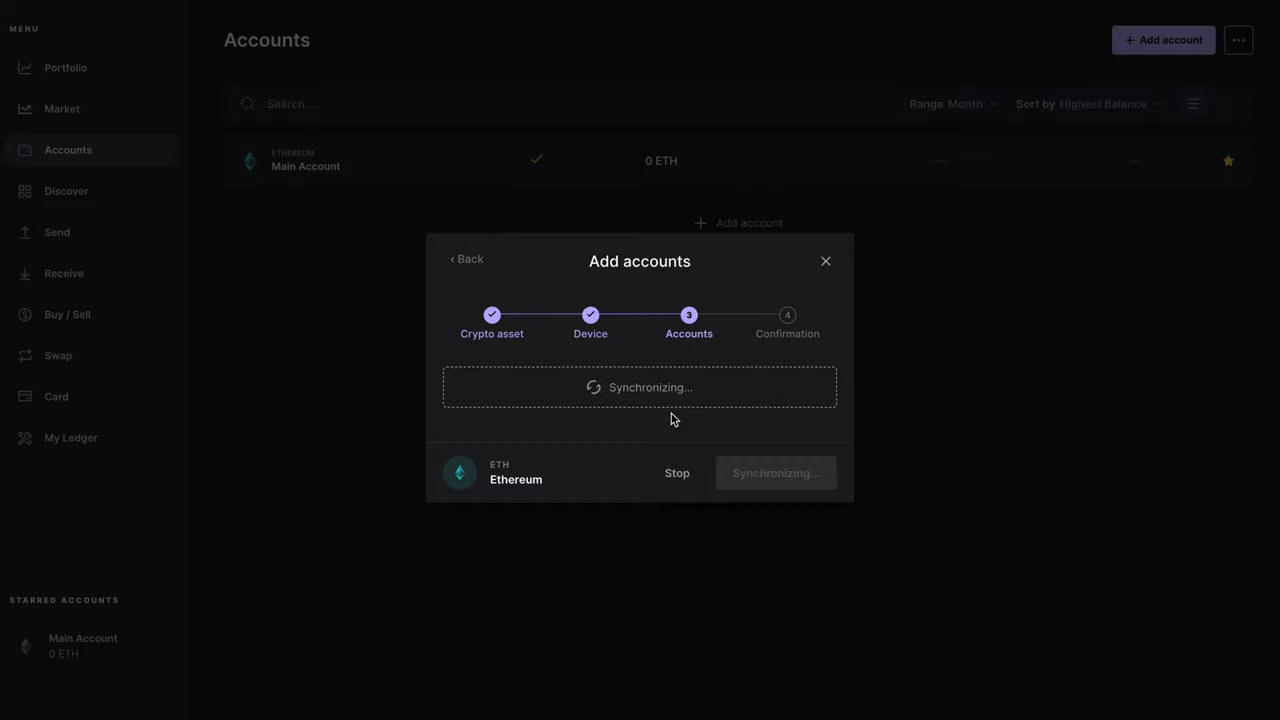 MENU
Portfolio
Market
Accounts
Discover
Send
Receive
Buy / Sell
Swap
Card
My Ledger
STARRED ACCOUNTS
Main Account
0 ETH
Accounts
+ Add account
Search...
Range Month
Sort by Highest Balance
ETHEREUM
Main Account
0 ETH
+ Add account
‹ Back
Add accounts
3
4
Crypto asset
Device
Accounts
Confirmation
Synchronizing...
ETH
Ethereum
Stop
Synchronizing...